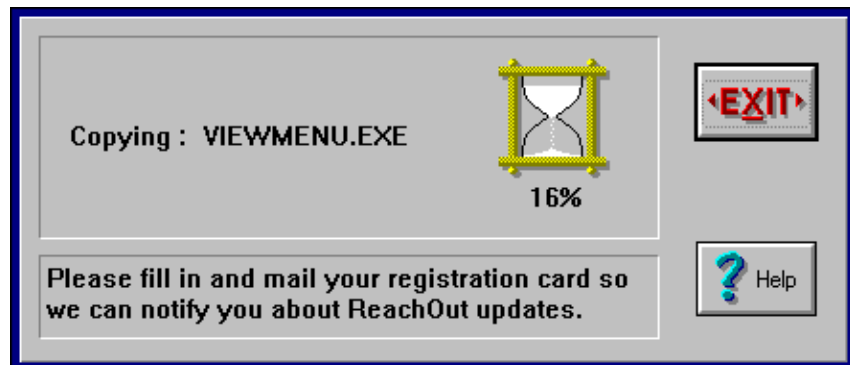 Copying : VIEWMENU.EXE
16%
EXIT
Please fill in and mail your registration card so
we can notify you about ReachOut updates.
? Help